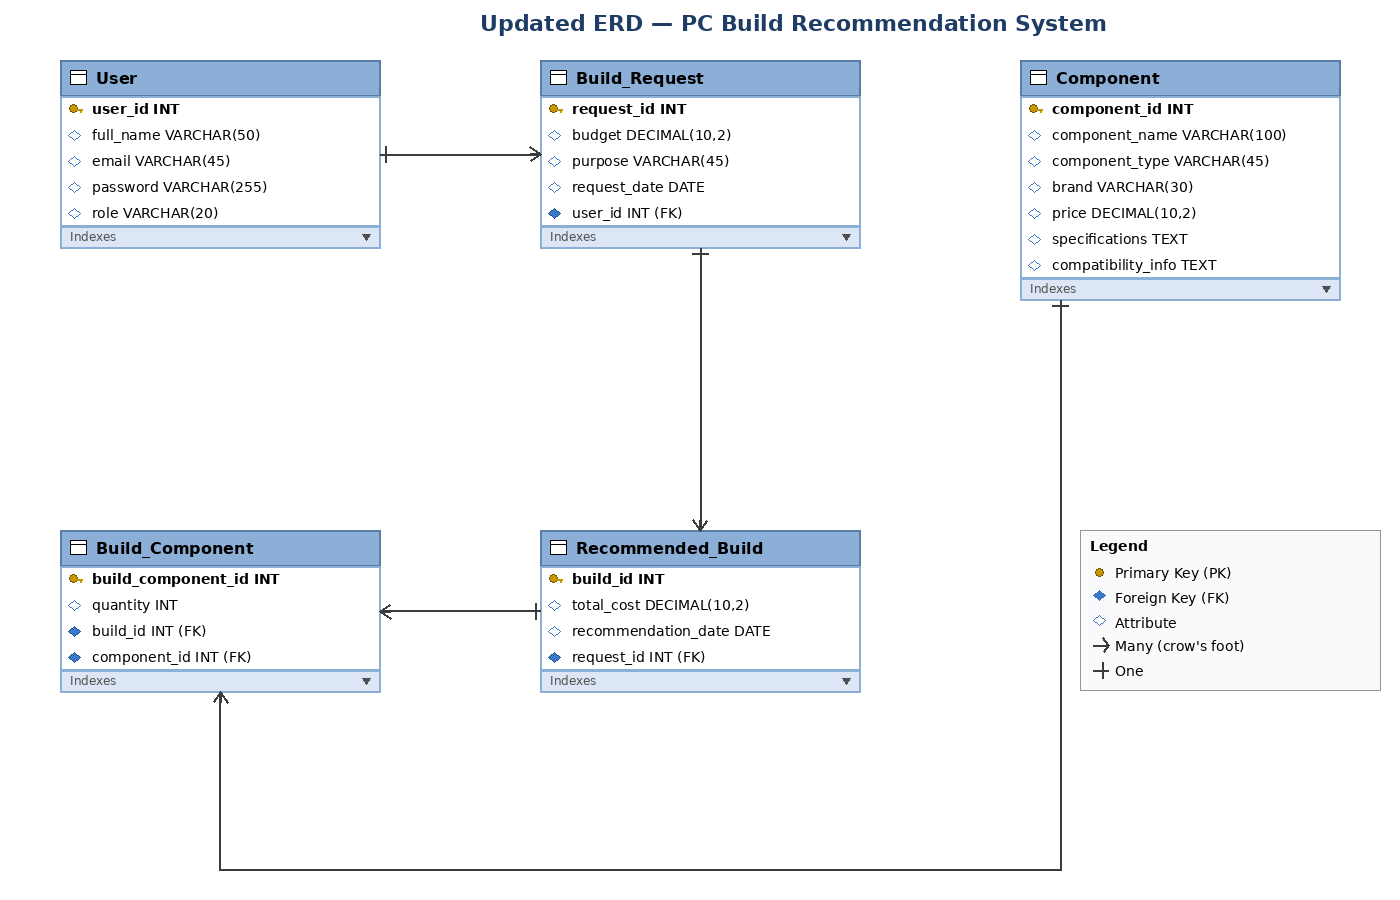 Updated ERD — PC Build Recommendation System
User
user_id INT
full_name VARCHAR(50)
email VARCHAR(45)
password VARCHAR(255)
role VARCHAR(20)
Indexes
Build_Request
request_id INT
budget DECIMAL(10,2)
purpose VARCHAR(45)
request_date DATE
user_id INT (FK)
Indexes
Component
component_id INT
component_name VARCHAR(100)
component_type VARCHAR(45)
brand VARCHAR(30)
price DECIMAL(10,2)
specifications TEXT
compatibility_info TEXT
Indexes
Build_Component
build_component_id INT
quantity INT
build_id INT (FK)
component_id INT (FK)
Indexes
Recommended_Build
build_id INT
total_cost DECIMAL(10,2)
recommendation_date DATE
request_id INT (FK)
Indexes
Legend
Primary Key (PK)
Foreign Key (FK)
Attribute
Many (crow's foot)
One